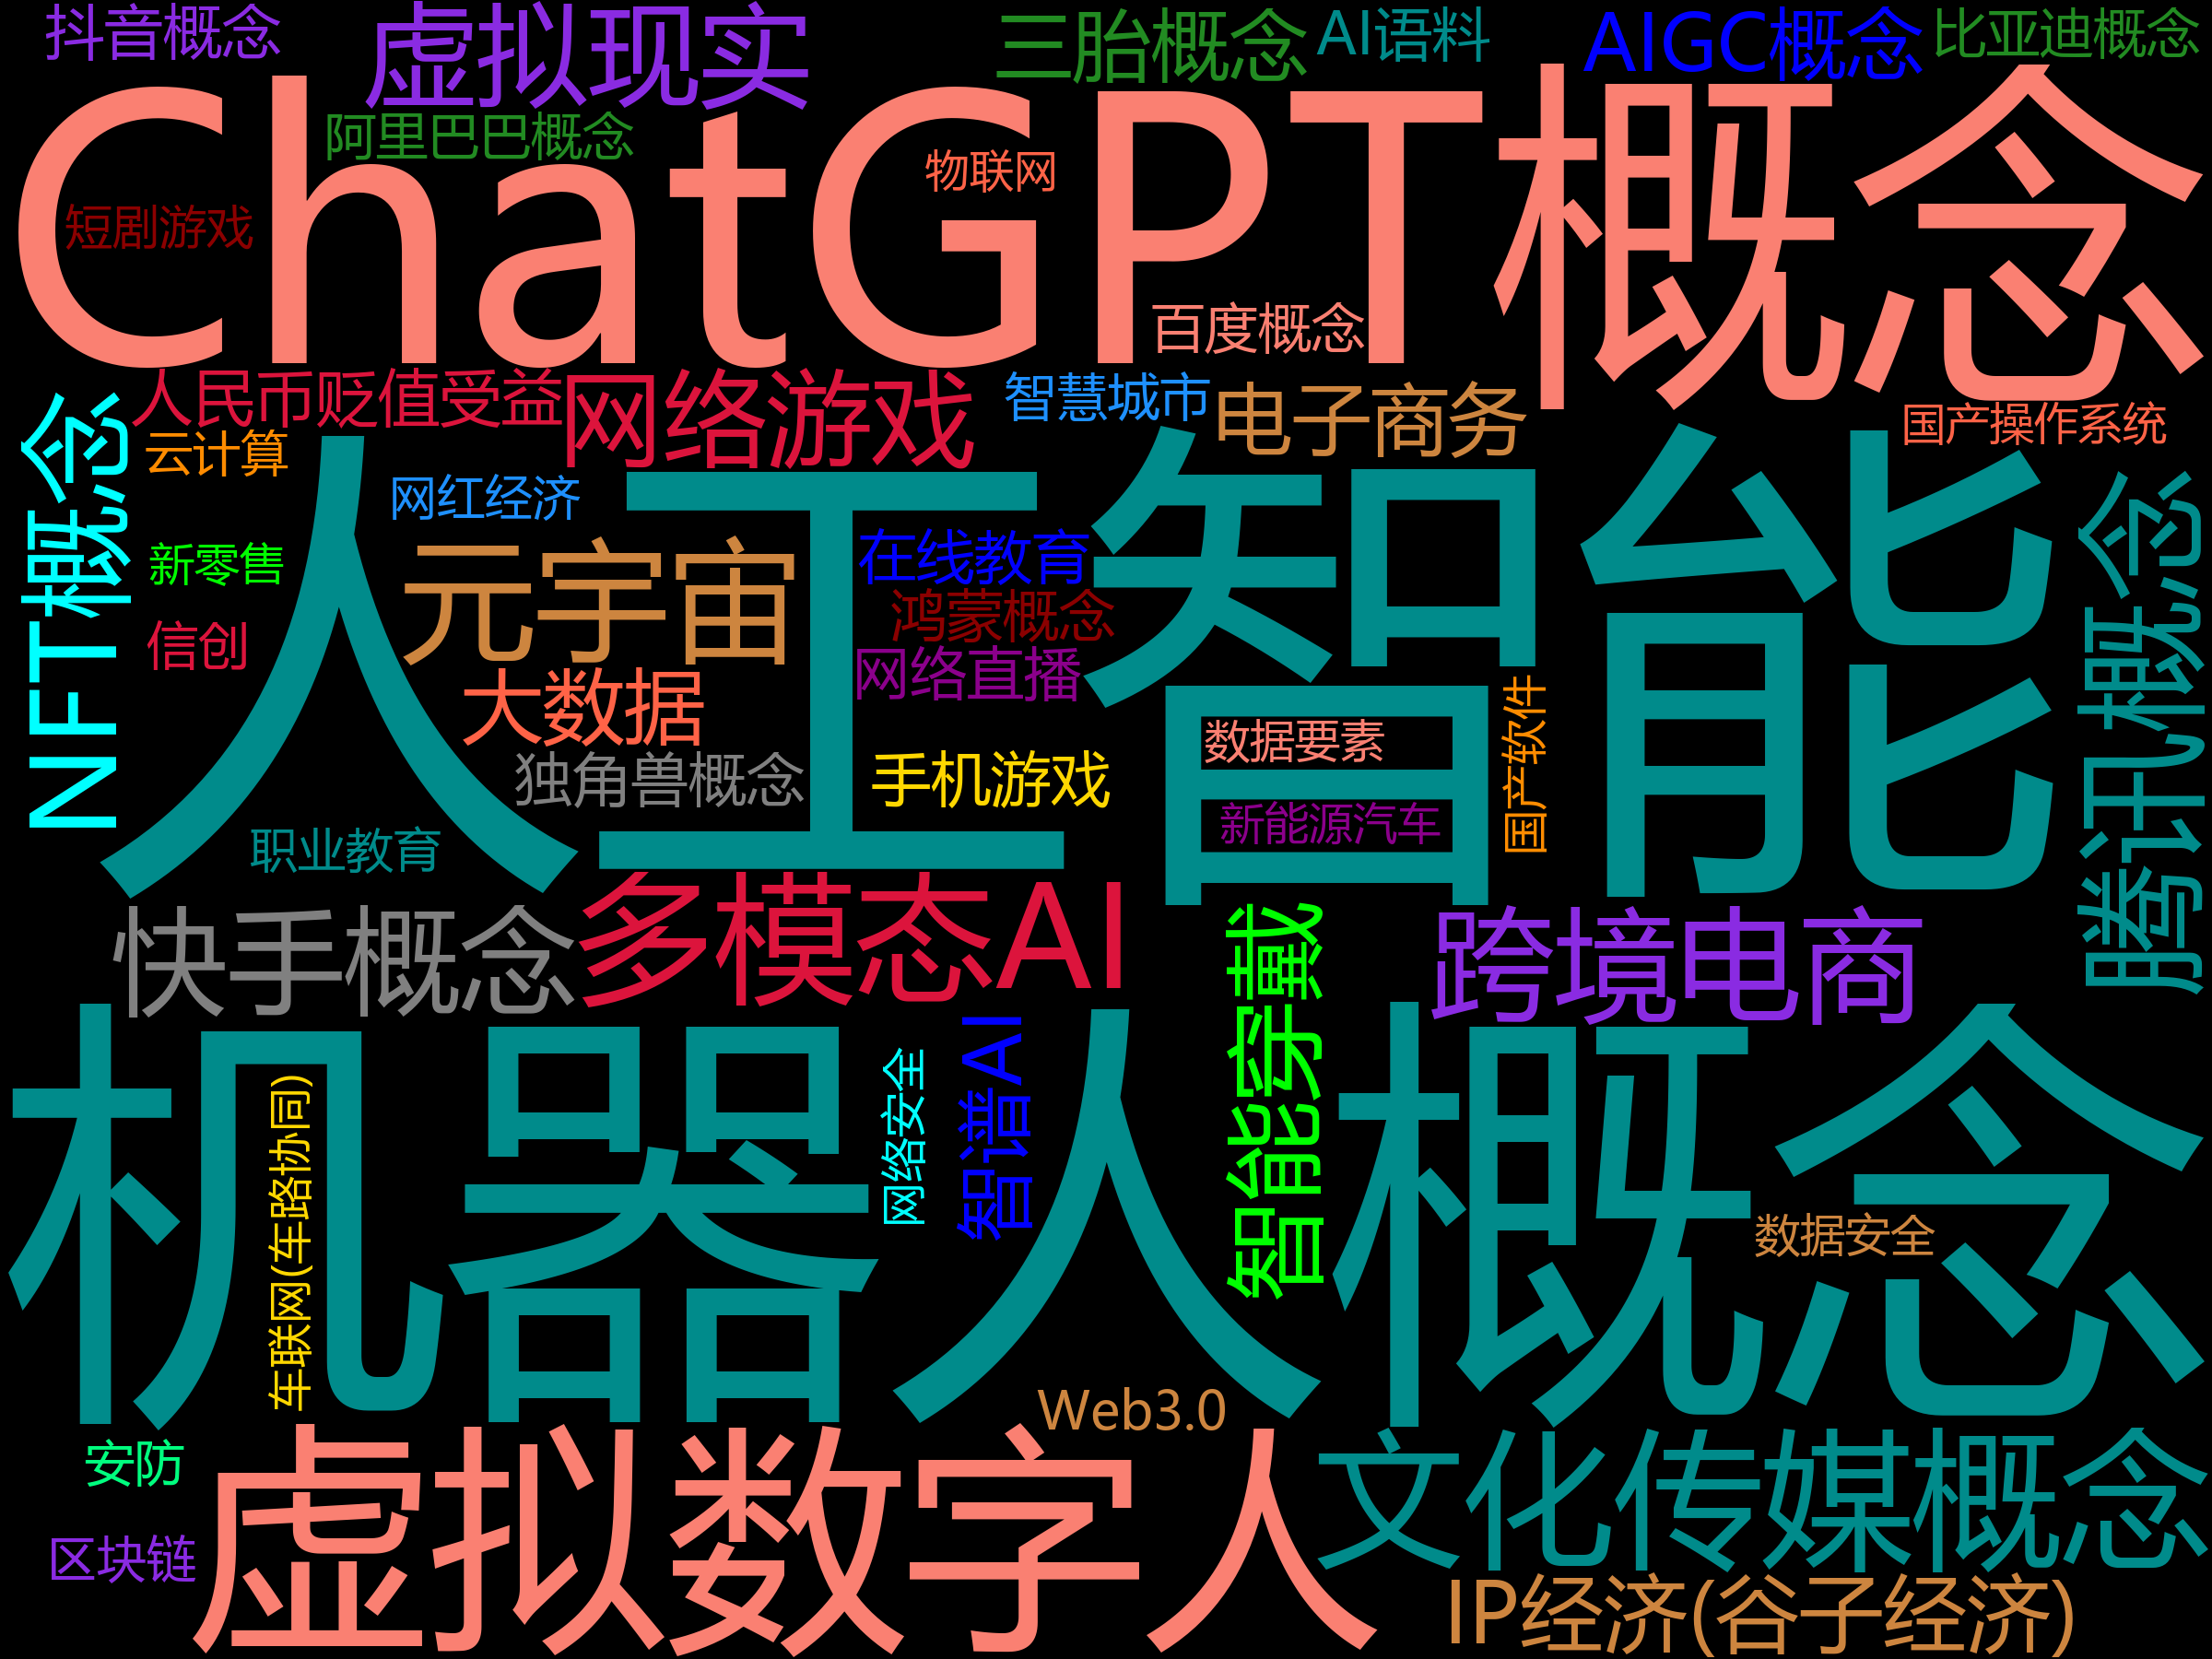 抖音概念
虚拟现实
三胎概念
AI语料
AIGC概念
比亚迪概念
ChatGPT概念
阿里巴巴概念
物联网
短剧游戏
百度概念
人民币贬值受益
网络游戏
智慧城市
电子商务
国产操作系统
NFT概念
云计算
网红经济
人工智能
新零售
元宇宙
在线教育
鸿蒙概念
信创
网络直播
大数据
数据要素
国产软件
腾讯概念
独角兽概念
手机游戏
新能源汽车
职业教育
快手概念
多模态AI
智能穿戴
跨境电商
机器人概念
车联网(车路协同)
网络安全
智谱AI
数据安全
Web3.0
安防
虚拟数字人
文化传媒概念
区块链
IP经济(谷子经济)